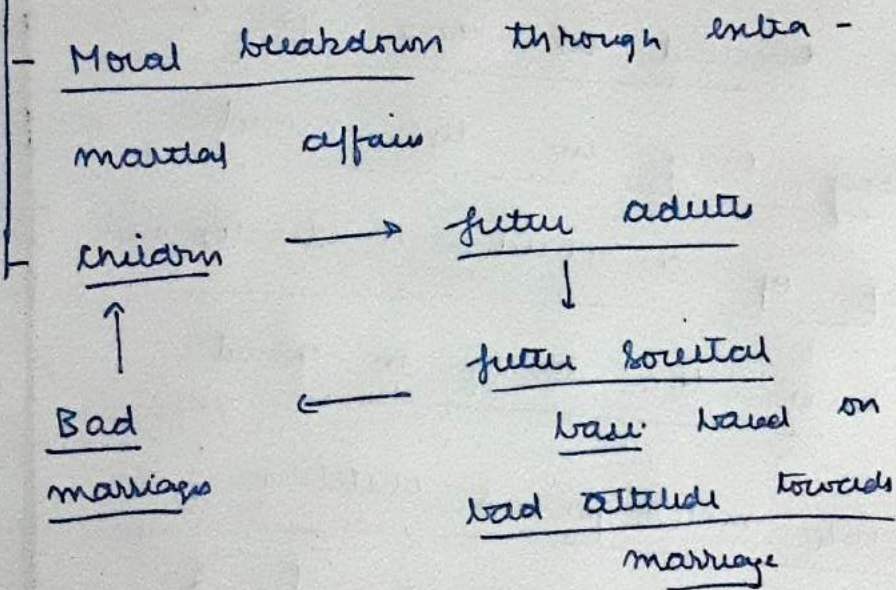 - Moral breakdown through extra -
marital affairs
- children → future adults
↓
↑ future societal
Bad ← base based on
marriages bad attitude towards
marriage